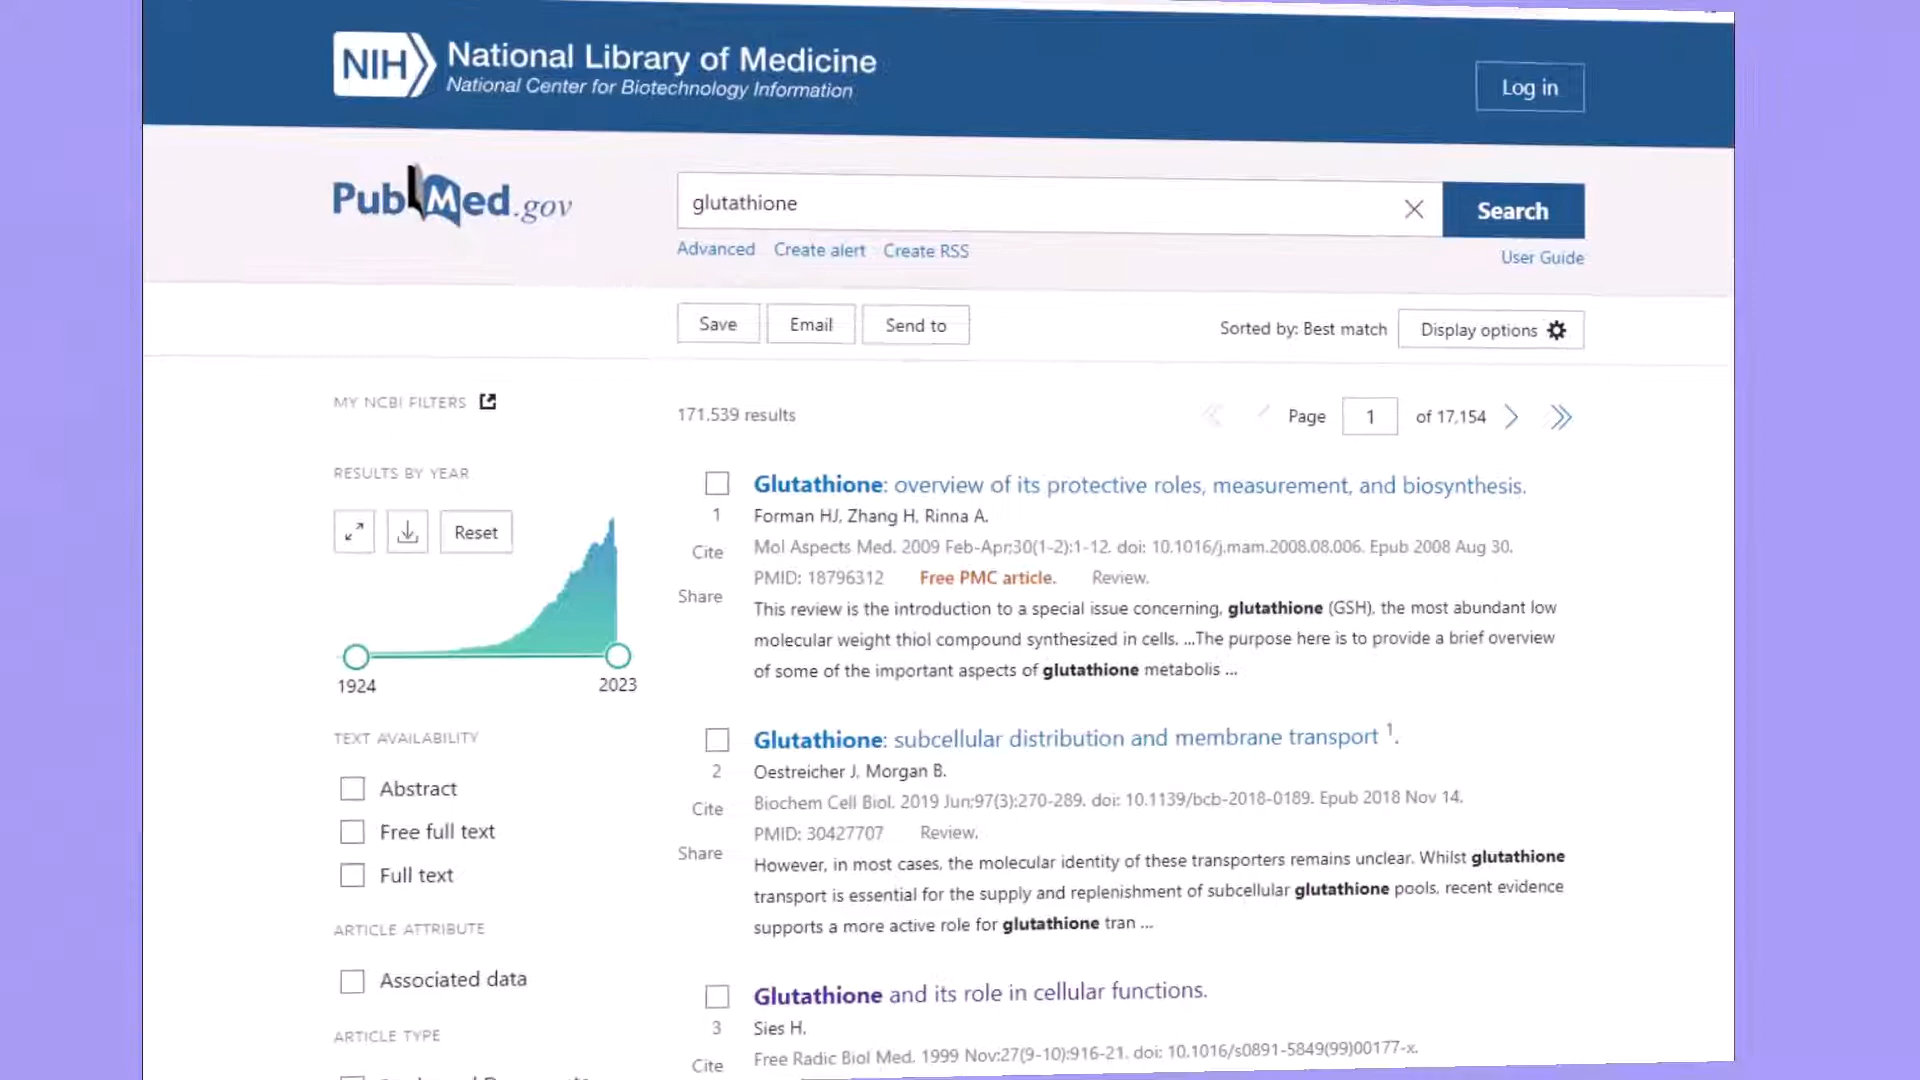 NIH National Library of Medicine
National Center for Biotechnology Information
Log in
PubMed.gov
glutathione
Search
Advanced Create alert Create RSS
User Guide
Save Email Send to
Sorted by: Best match Display options
MY NCBI FILTERS
171,539 results
Page 1 of 17,154
RESULTS BY YEAR
Reset
1924 2023
TEXT AVAILABILITY
Abstract
Free full text
Full text
ARTICLE ATTRIBUTE
Associated data
ARTICLE TYPE
Glutathione: overview of its protective roles, measurement, and biosynthesis.
1 Forman HJ, Zhang H, Rinna A.
Cite Mol Aspects Med. 2009 Feb-Apr;30(1-2):1-12. doi: 10.1016/j.mam.2008.08.006. Epub 2008 Aug 30.
PMID: 18796312 Free PMC article. Review.
Share This review is the introduction to a special issue concerning, glutathione (GSH), the most abundant low
molecular weight thiol compound synthesized in cells. ...The purpose here is to provide a brief overview
of some of the important aspects of glutathione metabolis ...
Glutathione: subcellular distribution and membrane transport 1.
2 Oestreicher J, Morgan B.
Cite Biochem Cell Biol. 2019 Jun;97(3):270-289. doi: 10.1139/bcb-2018-0189. Epub 2018 Nov 14.
PMID: 30427707 Review.
Share However, in most cases, the molecular identity of these transporters remains unclear. Whilst glutathione
transport is essential for the supply and replenishment of subcellular glutathione pools, recent evidence
supports a more active role for glutathione tran ...
Glutathione and its role in cellular functions.
3 Sies H.
Cite Free Radic Biol Med. 1999 Nov;27(9-10):916-21. doi: 10.1016/s0891-5849(99)00177-x.